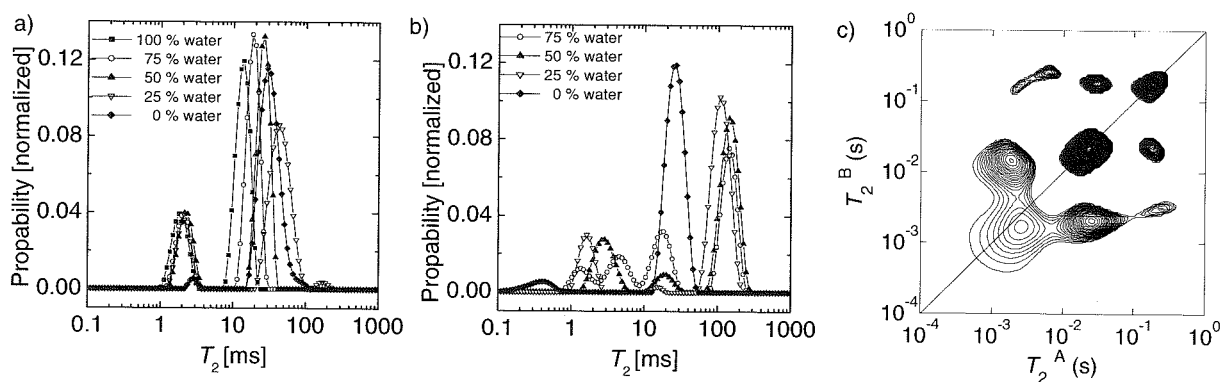 a)
Propability [normalized]
0.12
0.08
0.04
0.00
100 % water
75 % water
50 % water
25 % water
0 % water
0.1 1 10 100 1000
T2 [ms]
b)
Propability [normalized]
0.12
0.08
0.04
0.00
75 % water
50 % water
25 % water
0 % water
0.1 1 10 100 1000
T2 [ms]
c)
T2^B (s)
10^0
10^-1
10^-2
10^-3
10^-4
10^-4 10^-3 10^-2 10^-1 10^0
T2^A (s)